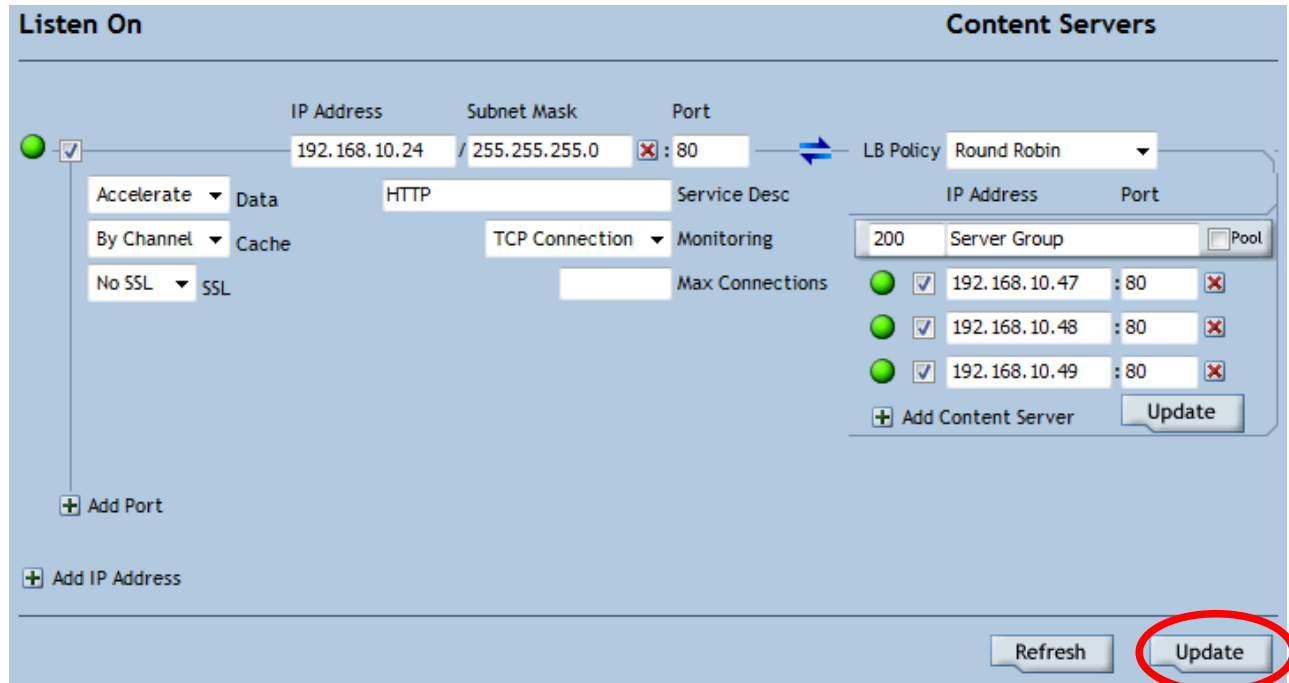 Listen On Content Servers
IP Address Subnet Mask Port
192.168.10.24 / 255.255.255.0 : 80 LB Policy Round Robin
Accelerate Data HTTP Service Desc IP Address Port
By Channel Cache TCP Connection Monitoring 200 Server Group Pool
No SSL SSL Max Connections 192.168.10.47 : 80
192.168.10.48 : 80
192.168.10.49 : 80
Add Content Server Update
Add Port
Add IP Address
Refresh Update